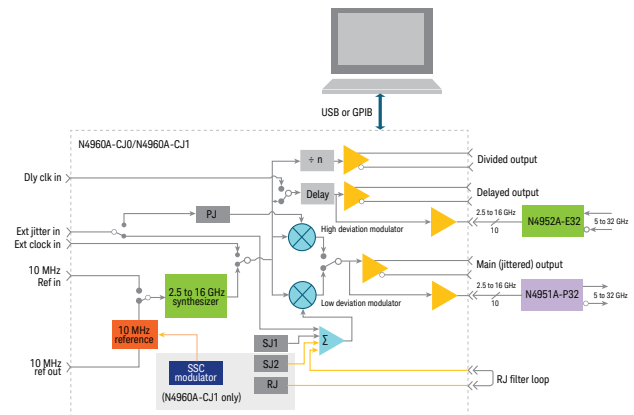 USB or GPIB
N4960A-CJ0/N4960A-CJ1
÷ n
Divided output
Dly clk in
Delay
Delayed output
PJ
2.5 to 16 GHz
10
N4952A-E32
5 to 32 GHz
Ext jitter in
High deviation modulator
Ext clock in
10 MHz
Ref in
Main (jittered) output
2.5 to 16 GHz
synthesizer
2.5 to 16 GHz
10
N4951A-P32
5 to 32 GHz
Low deviation modulator
10 MHz
reference
SJ1
Σ
10 MHz
ref out
SSC
modulator
SJ2
RJ
RJ filter loop
(N4960A-CJ1 only)